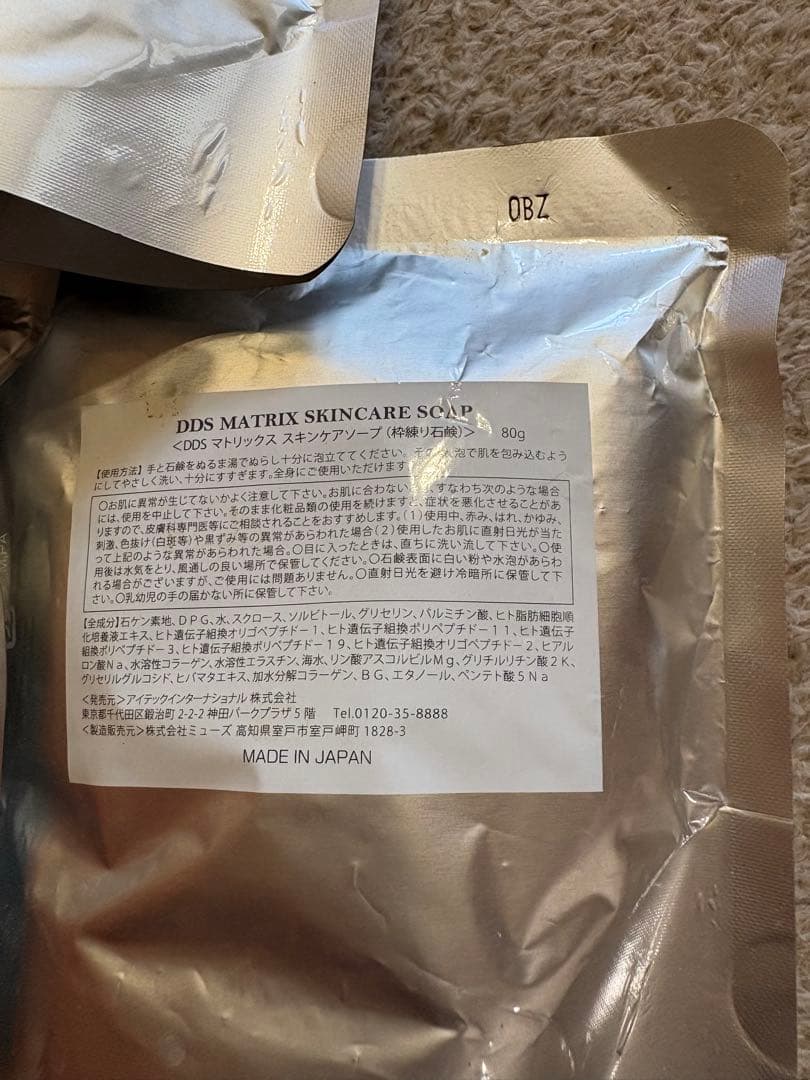 OBZ
DDS MATRIX SKINCARE SOAP
<DDS マトリックス スキンケアソープ (枠練り石鹸)> 80g
【使用方法】手と石鹸をぬるま湯でぬらし十分に泡立ててください。その 泡で肌を包み込むよう
にしてやさしく洗い、十分にすすぎます。全身にご使用いただけます
○お肌に異常が生じてないかよく注意して下さい。お肌に合わない すなわち次のような場合
には、使用を中止して下さい。そのまま化粧品類の使用を続けますと、症状を悪化させることがあ
りますので、皮膚科専門医等にご相談されることをおすすめします。(1)使用中、赤み、はれ、かゆみ、
刺激、色抜け(白斑等)や黒ずみ等の異常があらわれた場合(2)使用したお肌に直射日光が当た
って上記のような異常があらわれた場合。○目に入ったときは、直ちに洗い流して下さい。○使
用後は水気をとり、風通しの良い場所で保管してください。○石鹸表面に白い粉や水泡があらわ
れる場合がございますが、ご使用には問題ありません。○直射日光を避け冷暗所に保管して下
さい。○乳幼児の手の届かない所に保管して下さい。
【全成分】石ケン素地、DPG、水、スクロース、ソルビトール、グリセリン、パルミチン酸、ヒト脂肪細胞順
化培養液エキス、ヒト遺伝子組換オリゴペプチド-1、ヒト遺伝子組換ポリペプチド-11、ヒト遺伝子
組換ポリペプチド-3、ヒト遺伝子組換ポリペプチド-19、ヒト遺伝子組換オリゴペプチド-2、ヒアル
ロン酸Na、水溶性コラーゲン、水溶性エラスチン、海水、リン酸アスコルビルMg、グリチルリチン酸2K、
グリセリルグルコシド、ヒバマタエキス、加水分解コラーゲン、BG、エタノール、ペンテト酸5Na
<発売元>アイテックインターナショナル 株式会社
東京都千代田区鍛治町 2-2-2 神田パークプラザ 5 階 Tel.0120-35-8888
<製造販売元>株式会社ミューズ 高知県室戸市室戸岬町 1828-3
MADE IN JAPAN